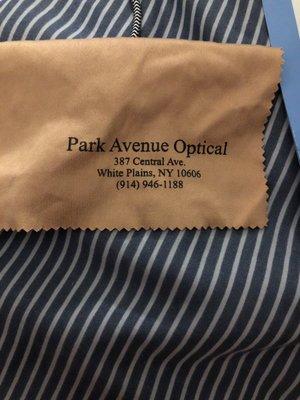 Park Avenue Optical
387 Central Ave.
White Plains, NY 10606
(914) 946-1188